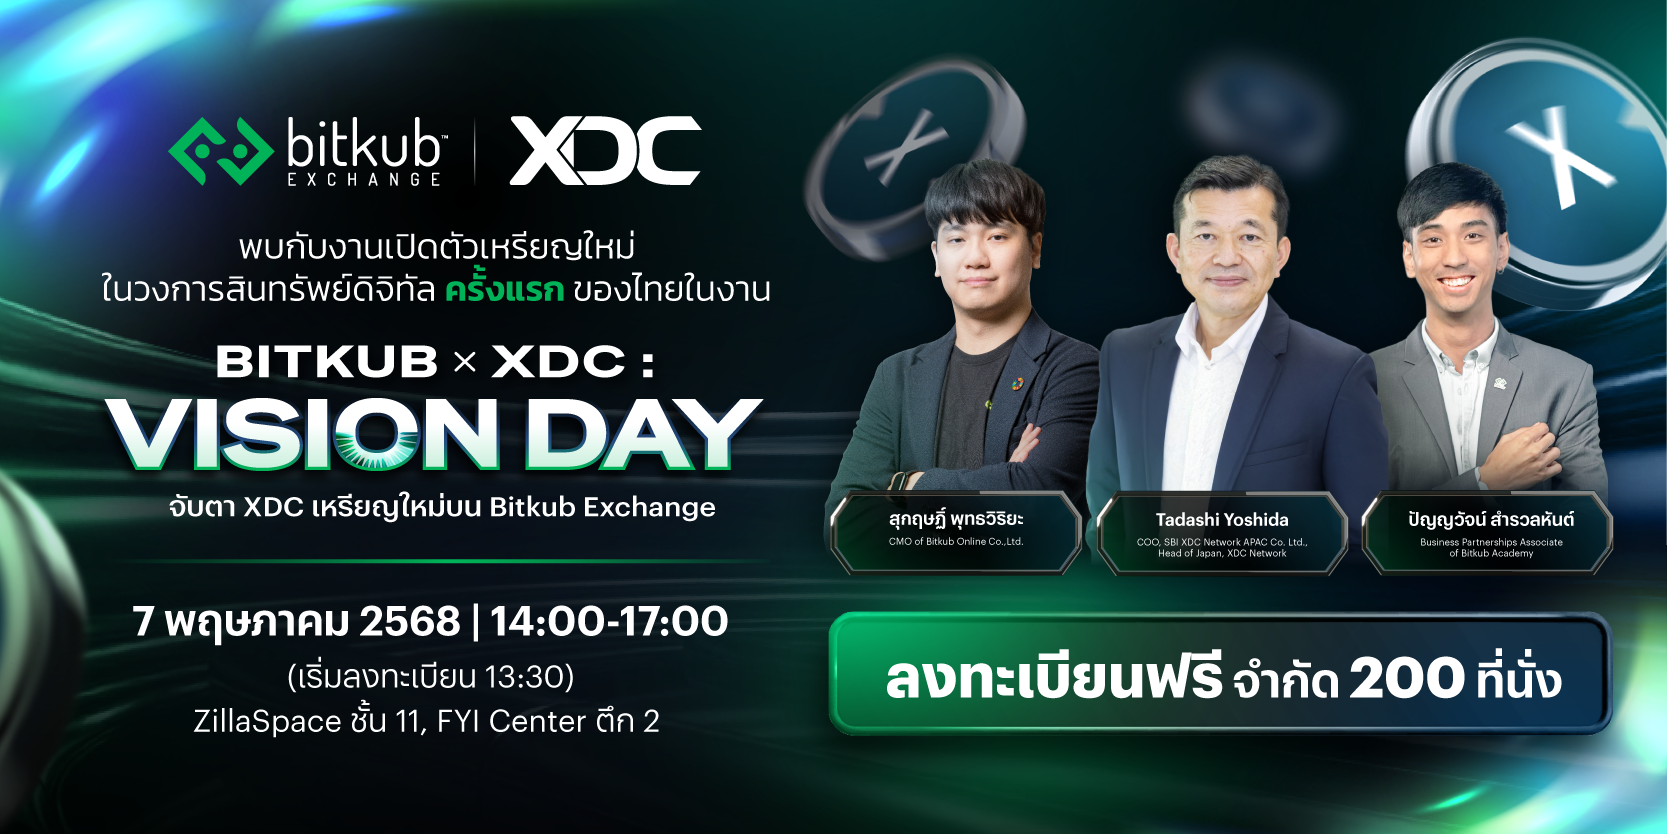 bitkub™
EXCHANGE
XDC
พบกับงานเปิดตัวเหรียญใหม่
ในวงการสินทรัพย์ดิจิทัล ครั้งแรก ของไทยในงาน
BITKUB × XDC :
VISION DAY
จับตา XDC เหรียญใหม่บน Bitkub Exchange
7 พฤษภาคม 2568 | 14:00-17:00
(เริ่มลงทะเบียน 13:30)
ZillaSpace ชั้น 11, FYI Center ตึก 2
สุกฤษฏิ์ พุทธวิริยะ
CMO of Bitkub Online Co.,Ltd.
Tadashi Yoshida
COO, SBI XDC Network APAC Co. Ltd.,
Head of Japan, XDC Network
ปัญญวัจน์ สำรวลหันต์
Business Partnerships Associate
of Bitkub Academy
ลงทะเบียนฟรี จำกัด 200 ที่นั่ง